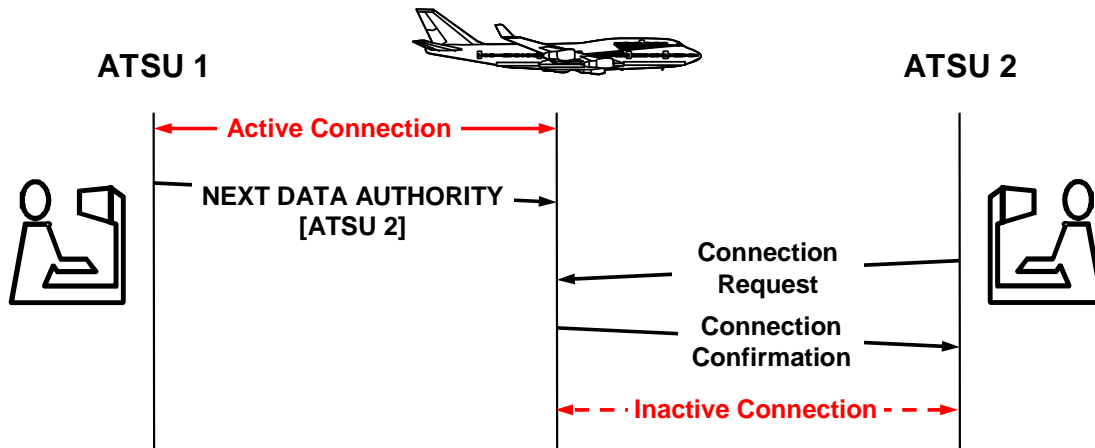 ATSU 1
ATSU 2
Active Connection
NEXT DATA AUTHORITY
[ATSU 2]
Connection
Request
Connection
Confirmation
Inactive Connection